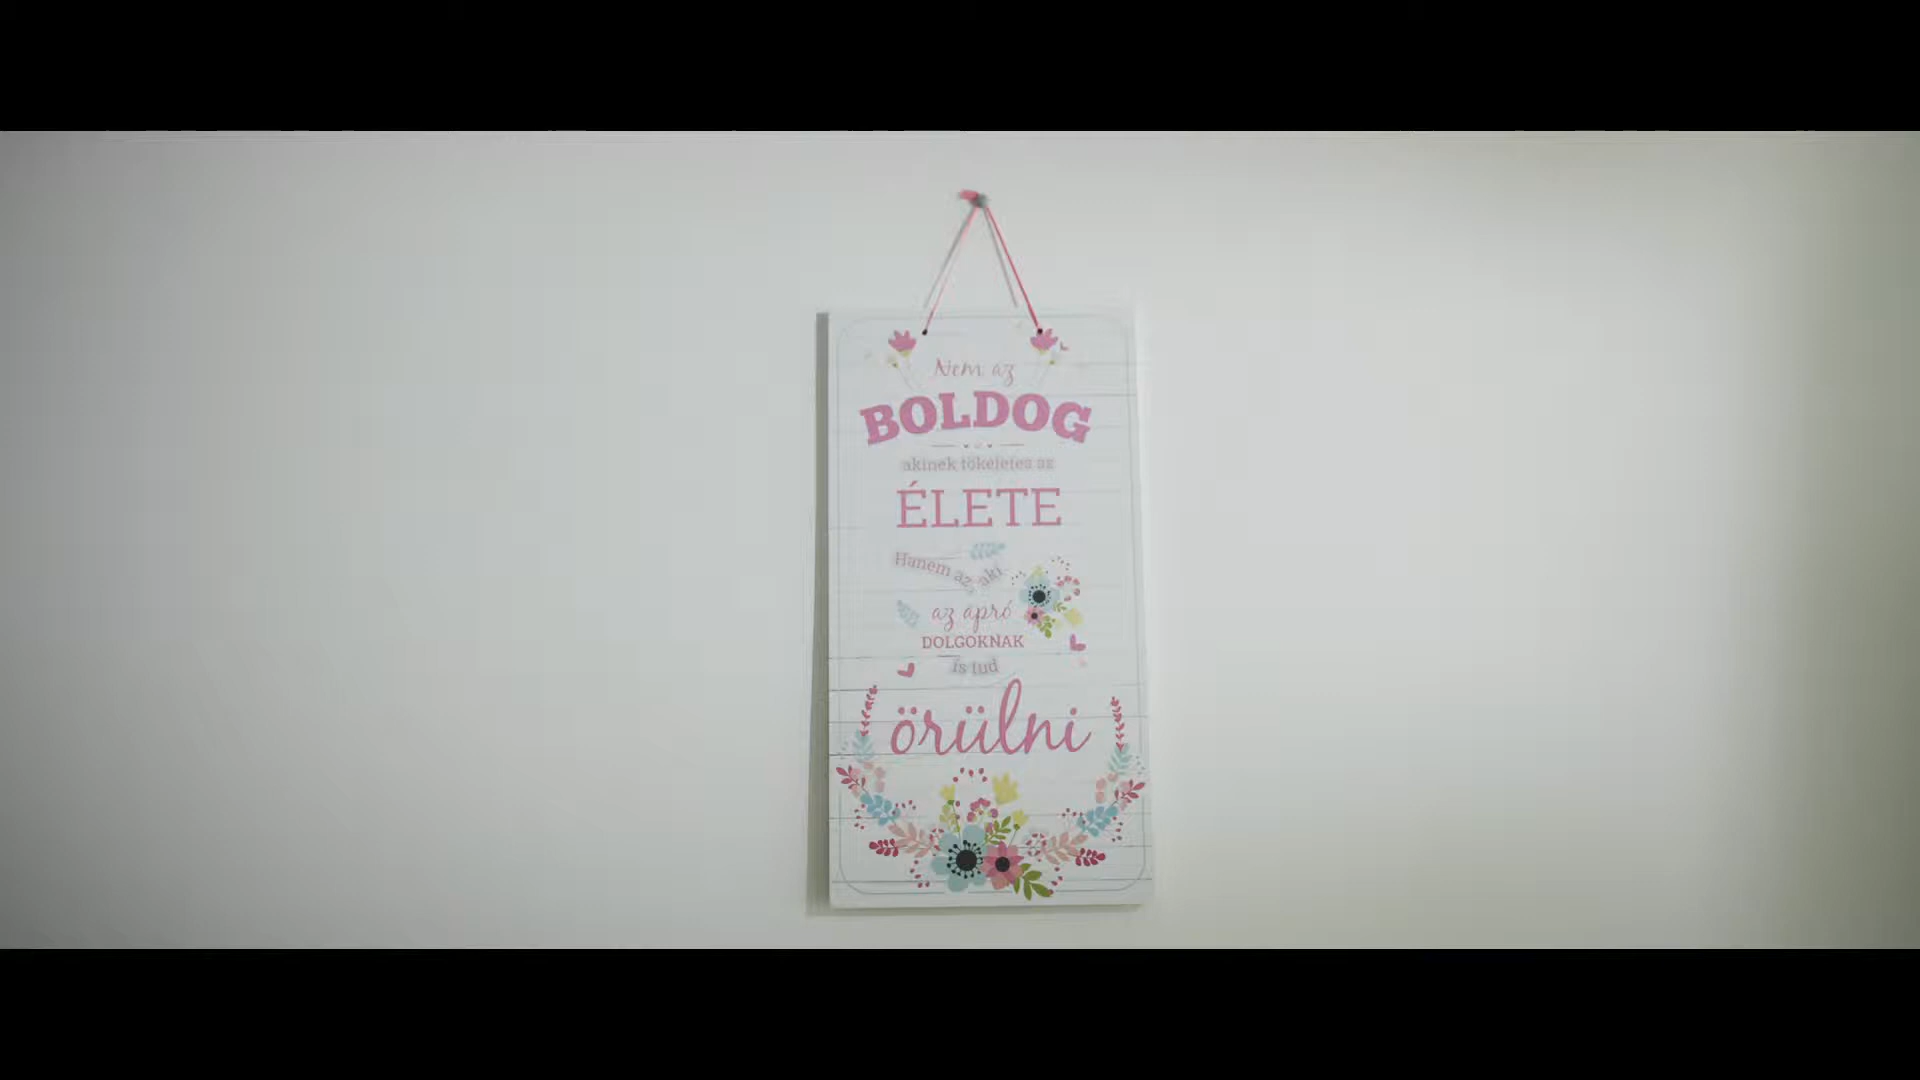 Nem az
BOLDOG
akinek tökéletes az
ÉLETE
Hanem az, aki
az apró
DOLGOKNAK
is tud
örülni